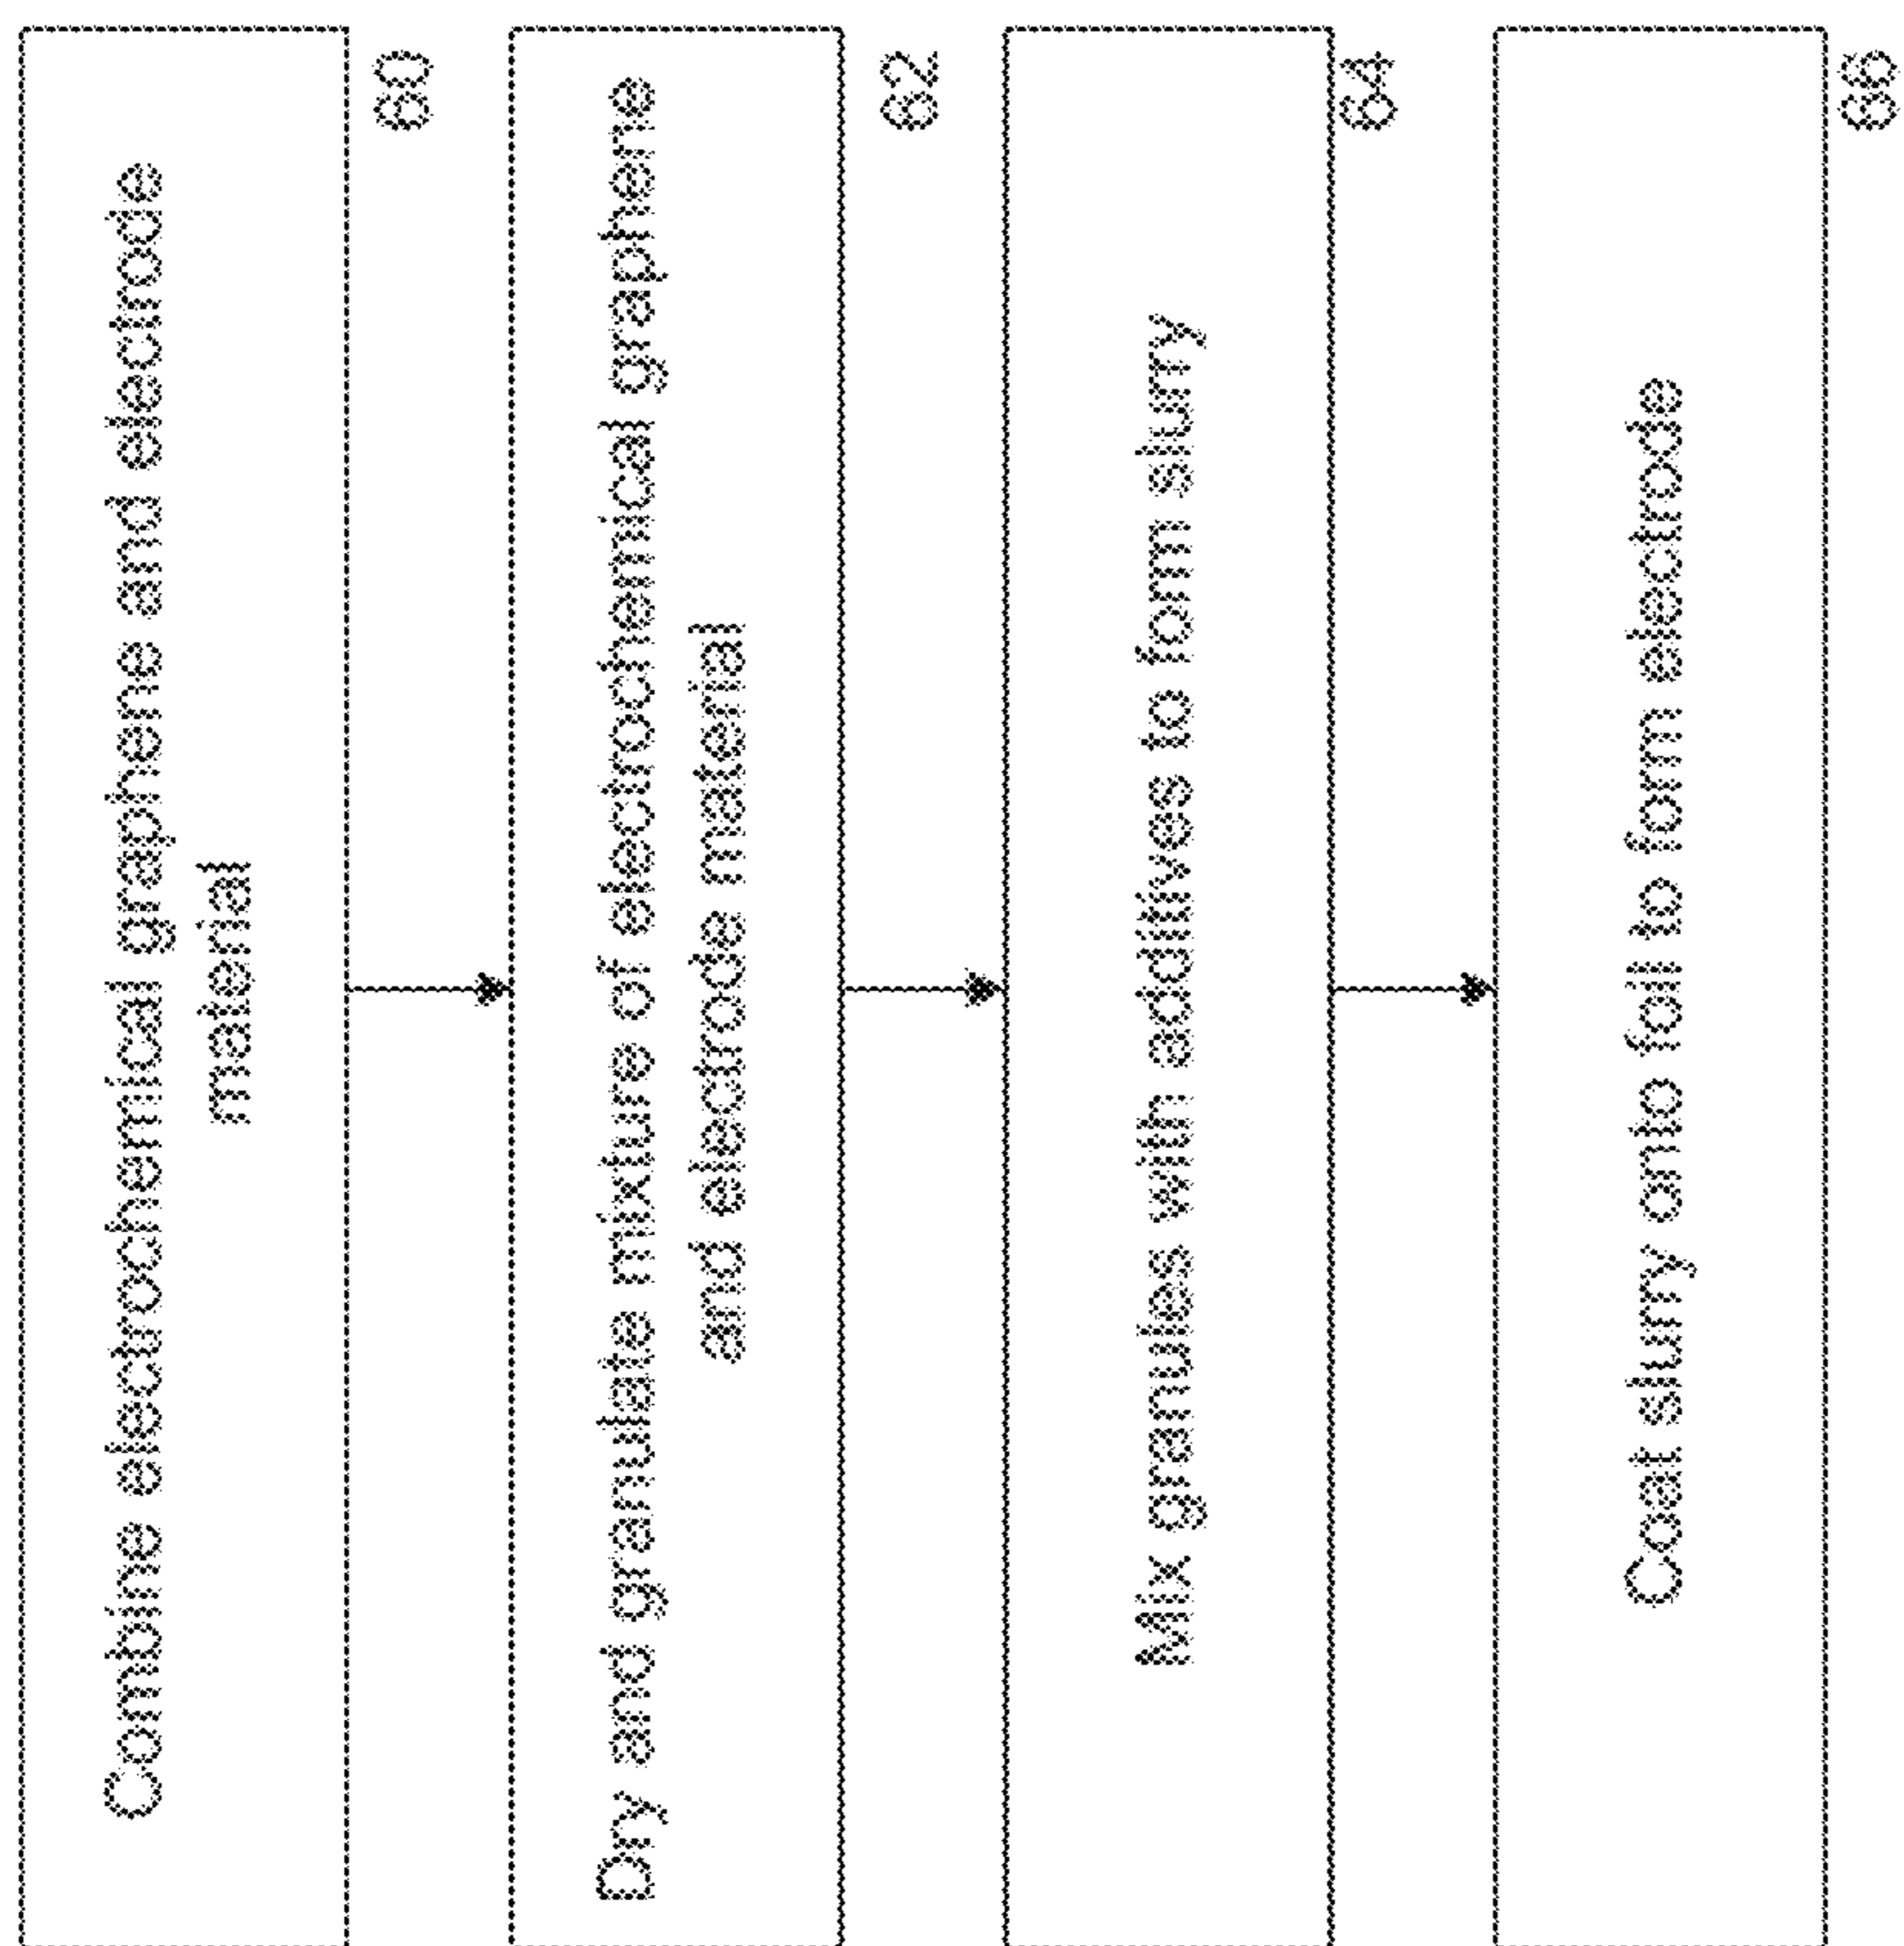 Combine electrochemical graphene and electrode
material
60
Dry and granulate mixture of electrochemical graphene
and electrode material
62
Mix granules with additives to form slurry
64
Coat slurry onto foil to form electrode
66